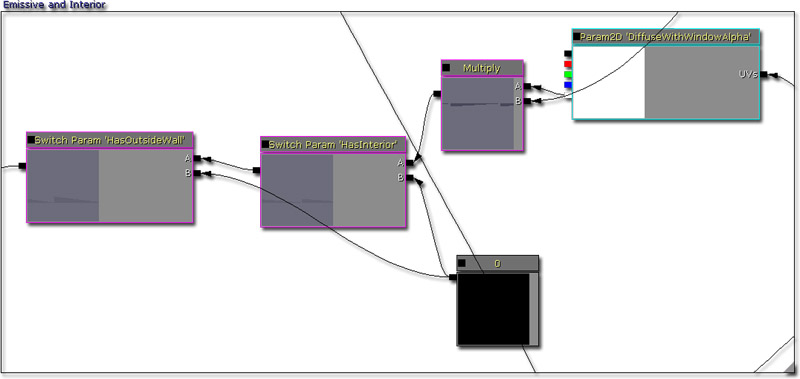 Emissive and Interior
Param2D 'DiffuseWithWindowAlpha'
UVs
Multiply
A
B
Switch Param 'HasOutsideWall'
A
B
Switch Param 'HasInterior'
A
B
0